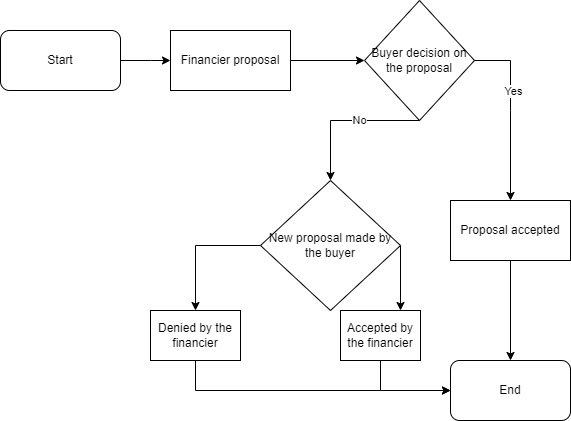 Start
Financier proposal
Buyer decision on
the proposal
Yes
No
New proposal made by
the buyer
Proposal accepted
Denied by the
financier
Accepted by
the financier
End